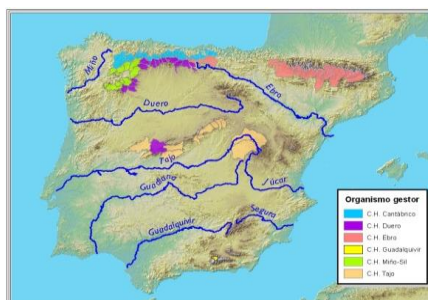 Miño
Ebro
Duero
Tajo
Guadiana
Júcar
Segura
Guadalquivir
Organismo gestor
C.H. Cantábrico
C.H. Duero
C.H. Ebro
C.H. Guadalquivir
C.H. Miño-Sil
C.H. Tajo